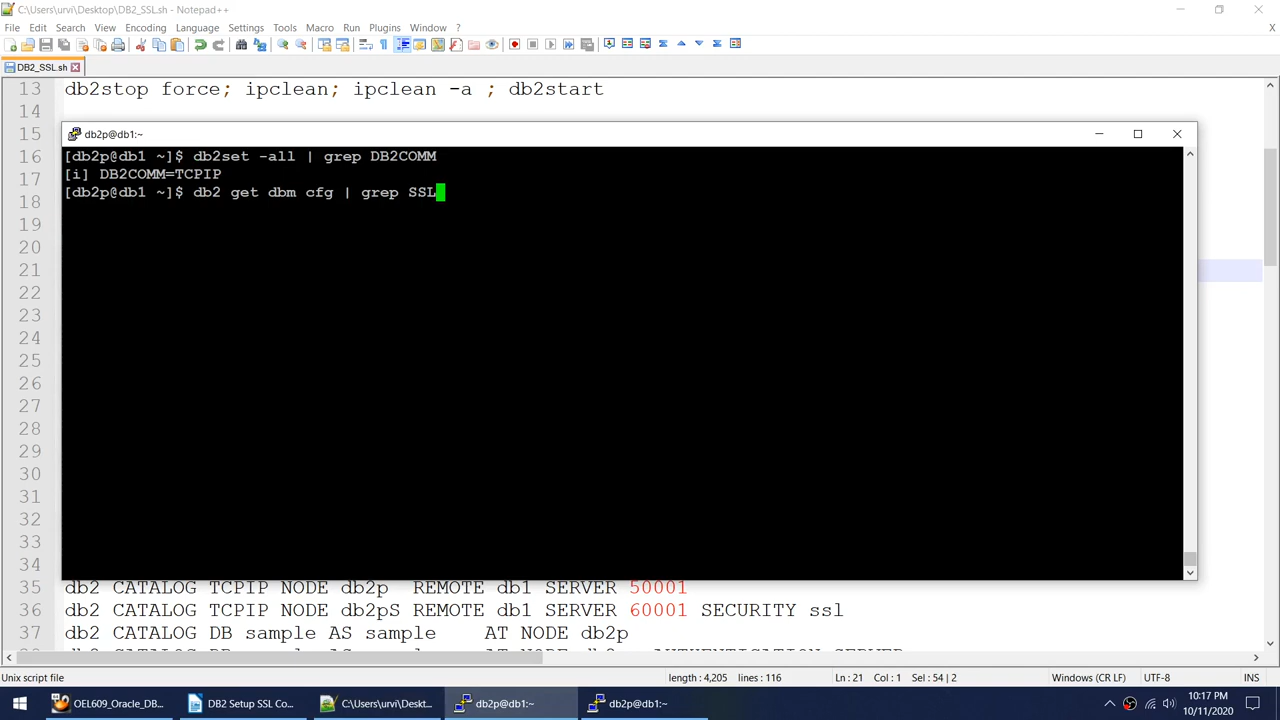 C:\Users\urvi\Desktop\DB2_SSL.sh - Notepad++
File Edit Search View Encoding Language Settings Tools Macro Run Plugins Window ?
X
DB2_SSL.sh
13 db2stop force; ipclean; ipclean -a ; db2start
14
15
db2p@db1:~
16
[db2p@db1 ~]$ db2set -all | grep DB2COMM
17
[i] DB2COMM=TCPIP
18
[db2p@db1 ~]$ db2 get dbm cfg | grep SSL
19
20
21
22
23
24
25
26
27
28
29
30
31
32
33
34
35 db2 CATALOG TCPIP NODE db2p REMOTE db1 SERVER 50001
36 db2 CATALOG TCPIP NODE db2pS REMOTE db1 SERVER 60001 SECURITY ssl
37 db2 CATALOG DB sample AS sample AT NODE db2p
Unix script file
length : 4,205 lines : 116
Ln : 21 Col : 1 Sel : 54 | 2
Windows (CR LF)
UTF-8
INS
OEL609_Oracle_DB...
DB2 Setup SSL Co...
C:\Users\urvi\Deskt...
db2p@db1:~
db2p@db1:~
10:17 PM
10/11/2020